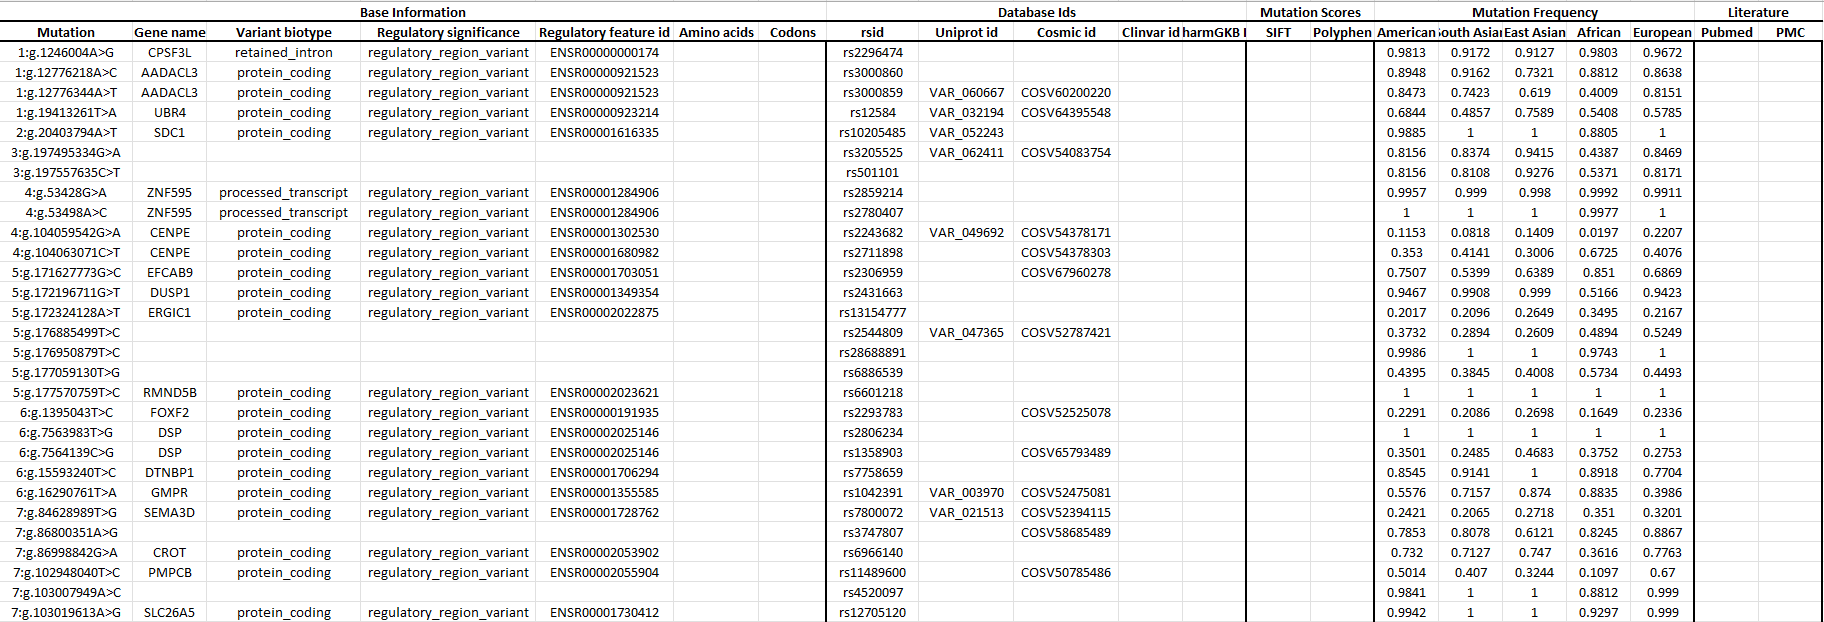 Base Information Database Ids Mutation Scores Mutation Frequency Literature
Mutation Gene name Variant biotype Regulatory significance Regulatory feature id Amino acids Codons rsid Uniprot id Cosmic id Clinvar id harmGKB I SIFT Polyphen American outh Asia East Asian African European Pubmed PMC
1:g.1246004A>G CPSF3L retained_intron regulatory_region_variant ENSR00000000174 rs2296474 0.9813 0.9172 0.9127 0.9803 0.9672
1:g.12776218A>C AADACL3 protein_coding regulatory_region_variant ENSR00000921523 rs3000860 0.8948 0.9162 0.7321 0.8812 0.8638
1:g.12776344A>T AADACL3 protein_coding regulatory_region_variant ENSR00000921523 rs3000859 VAR_060667 COSV60200220 0.8473 0.7423 0.619 0.4009 0.8151
1:g.19413261T>A UBR4 protein_coding regulatory_region_variant ENSR00000923214 rs12584 VAR_032194 COSV64395548 0.6844 0.4857 0.7589 0.5408 0.5785
2:g.20403794A>T SDC1 protein_coding regulatory_region_variant ENSR00001616335 rs10205485 VAR_052243 0.9885 1 1 0.8805 1
3:g.197495334G>A rs3205525 VAR_062411 COSV54083754 0.8156 0.8374 0.9415 0.4387 0.8469
3:g.197557635C>T rs501101 0.8156 0.8108 0.9276 0.5371 0.8171
4:g.53428G>A ZNF595 processed_transcript regulatory_region_variant ENSR00001284906 rs2859214 0.9957 0.999 0.998 0.9992 0.9911
4:g.53498A>C ZNF595 processed_transcript regulatory_region_variant ENSR00001284906 rs2780407 1 1 1 0.9977 1
4:g.104059542G>A CENPE protein_coding regulatory_region_variant ENSR00001302530 rs2243682 VAR_049692 COSV54378171 0.1153 0.0818 0.1409 0.0197 0.2207
4:g.104063071C>T CENPE protein_coding regulatory_region_variant ENSR00001680982 rs2711898 COSV54378303 0.353 0.4141 0.3006 0.6725 0.4076
5:g.171627773G>C EFCAB9 protein_coding regulatory_region_variant ENSR00001703051 rs2306959 COSV67960278 0.7507 0.5399 0.6389 0.851 0.6869
5:g.172196711G>T DUSP1 protein_coding regulatory_region_variant ENSR00001349354 rs2431663 0.9467 0.9908 0.999 0.5166 0.9423
5:g.172324128A>T ERGIC1 protein_coding regulatory_region_variant ENSR00002022875 rs13154777 0.2017 0.2096 0.2649 0.3495 0.2167
5:g.176885499T>C rs2544809 VAR_047365 COSV52787421 0.3732 0.2894 0.2609 0.4894 0.5249
5:g.176950879T>C rs28688891 0.9986 1 1 0.9743 1
5:g.177059130T>G rs6886539 0.4395 0.3845 0.4008 0.5734 0.4493
5:g.177570759T>C RMND5B protein_coding regulatory_region_variant ENSR00002023621 rs6601218 1 1 1 1 1
6:g.1395043T>C FOXF2 protein_coding regulatory_region_variant ENSR00000191935 rs2293783 COSV52525078 0.2291 0.2086 0.2698 0.1649 0.2336
6:g.7563983T>G DSP protein_coding regulatory_region_variant ENSR00002025146 rs2806234 1 1 1 1 1
6:g.7564139C>G DSP protein_coding regulatory_region_variant ENSR00002025146 rs1358903 COSV65793489 0.3501 0.2485 0.4683 0.3752 0.2753
6:g.15593240T>C DTNBP1 protein_coding regulatory_region_variant ENSR00001706294 rs7758659 0.8545 0.9141 1 0.8918 0.7704
6:g.16290761T>A GMPR protein_coding regulatory_region_variant ENSR00001355585 rs1042391 VAR_003970 COSV52475081 0.5576 0.7157 0.874 0.8835 0.3986
7:g.84628989T>G SEMA3D protein_coding regulatory_region_variant ENSR00001728762 rs7800072 VAR_021513 COSV52394115 0.2421 0.2065 0.2718 0.351 0.3201
7:g.86800351A>G rs3747807 COSV58685489 0.7853 0.8078 0.6121 0.8245 0.8867
7:g.86998842G>A CROT protein_coding regulatory_region_variant ENSR00002053902 rs6966140 0.732 0.7127 0.747 0.3616 0.7763
7:g.102948040T>C PMPCB protein_coding regulatory_region_variant ENSR00002055904 rs11489600 COSV50785486 0.5014 0.407 0.3244 0.1097 0.67
7:g.103007949A>C rs4520097 0.9841 1 1 0.8812 0.999
7:g.103019613A>G SLC26A5 protein_coding regulatory_region_variant ENSR00001730412 rs12705120 0.9942 1 1 0.9297 0.999